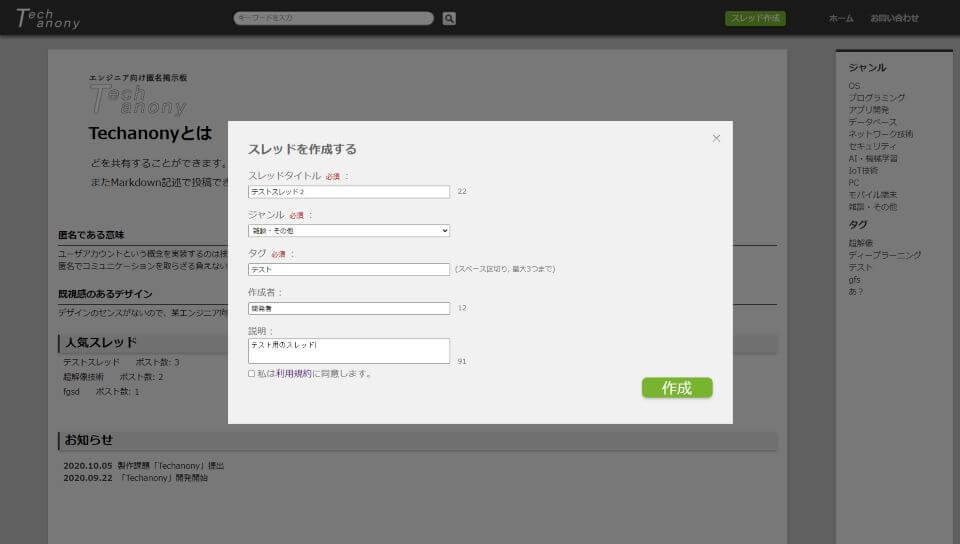 Tech
anony
キーワードを入力
スレッド作成
ホーム
お問い合わせ
エンジニア向け匿名掲示板
Tech
anony
Techanonyとは
どを共有することができます。
またMarkdown記述で投稿でき
匿名である意味
ユーザアカウントという概念を実装するのは技
匿名でコミュニケーションを取らざる負えない
既視感のあるデザイン
デザインのセンスがないので、某エンジニア向
人気スレッド
テストスレッド ポスト数: 3
超解像技術 ポスト数: 2
fgsd ポスト数: 1
お知らせ
2020.10.05 製作課題「Techanony」提出
2020.09.22 「Techanony」開発開始
スレッドを作成する
スレッドタイトル 必須 :
テストスレッド２
22
ジャンル 必須 :
雑談・その他
タグ 必須 :
テスト
(スペース区切り, 最大3つまで)
作成者 :
開発者
12
説明 :
テスト用のスレッド!
91
私は利用規約に同意します。
作成
ジャンル
OS
プログラミング
アプリ開発
データベース
ネットワーク技術
セキュリティ
AI・機械学習
IoT技術
PC
モバイル端末
雑談・その他
タグ
超解像
ディープラーニング
テスト
gfs
あ？